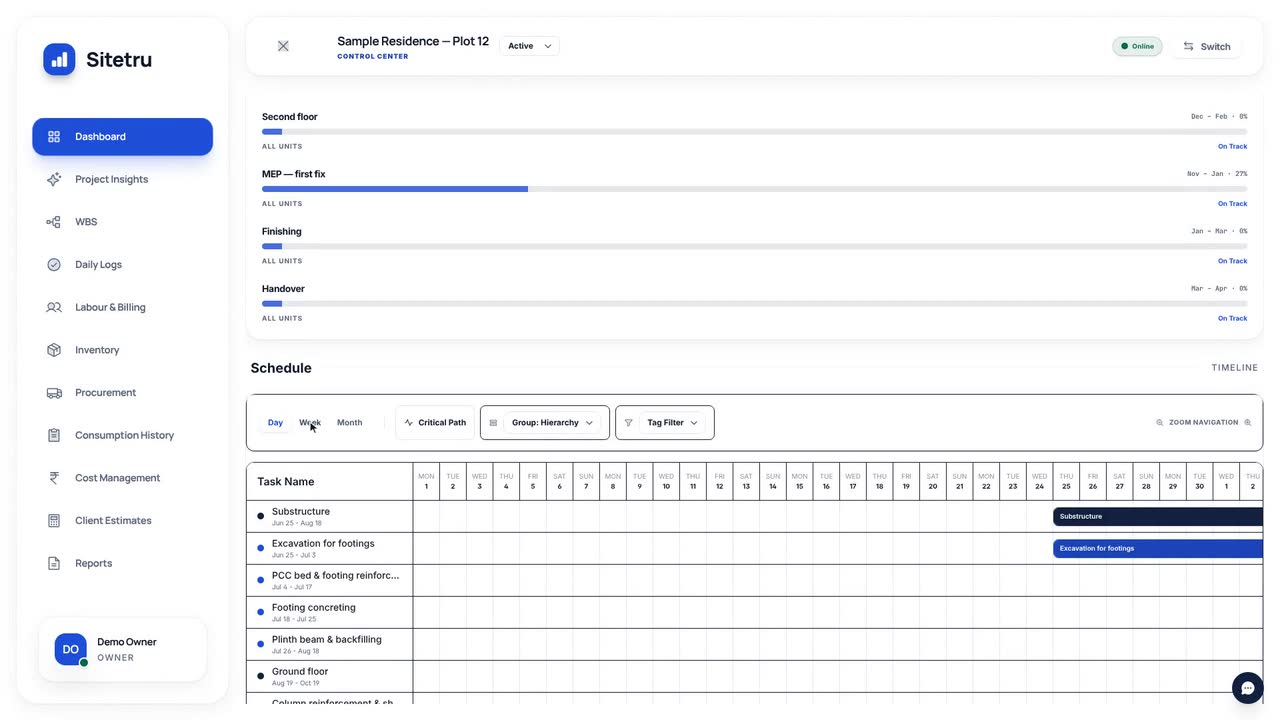 Sitetru
Sample Residence — Plot 12
Active
CONTROL CENTER
Online
Switch
Dashboard
Project Insights
WBS
Daily Logs
Labour & Billing
Inventory
Procurement
Consumption History
Cost Management
Client Estimates
Reports
DO
Demo Owner
OWNER
Second floor
Dec – Feb · 0%
ALL UNITS
On Track
MEP — first fix
Nov – Jan · 27%
ALL UNITS
On Track
Finishing
Jan – Mar · 0%
ALL UNITS
On Track
Handover
Mar – Apr · 0%
ALL UNITS
On Track
Schedule
TIMELINE
Day Week Month Critical Path Group: Hierarchy Tag Filter ZOOM NAVIGATION
Task Name
MON TUE WED THU FRI SAT SUN MON TUE WED THU FRI SAT SUN MON TUE WED THU FRI SAT SUN MON TUE WED THU FRI SAT SUN MON TUE WED THU
1 2 3 4 5 6 7 8 9 10 11 12 13 14 15 16 17 18 19 20 21 22 23 24 25 26 27 28 29 30 1 2
Substructure
Jun 25 - Aug 18
Substructure
Excavation for footings
Jun 25 - Jul 3
Excavation for footings
PCC bed & footing reinforc...
Jul 4 - Jul 17
Footing concreting
Jul 18 - Jul 25
Plinth beam & backfilling
Jul 26 - Aug 18
Ground floor
Aug 19 - Oct 19
Column reinforcement & sh...